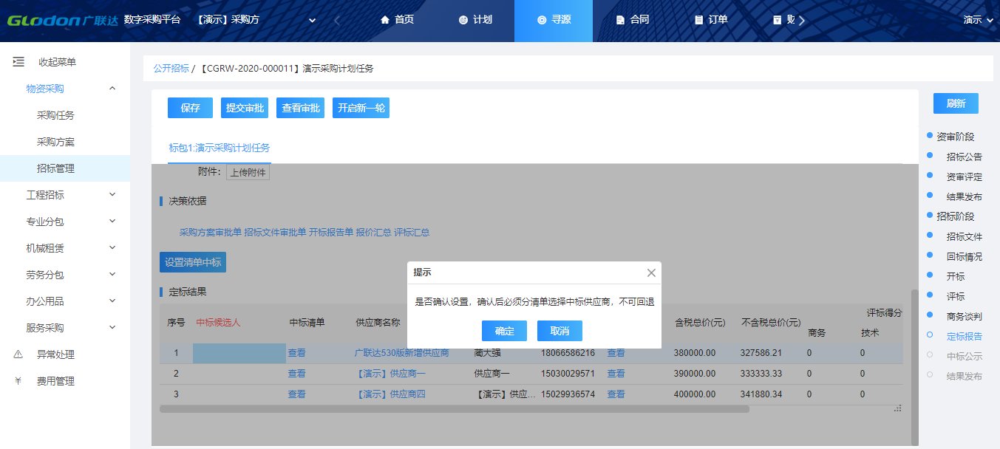 GLodon广联达 数字采购平台 【演示】采购方 首页 计划 寻源 合同 订单 演示
收起菜单
物资采购
采购任务
采购方案
招标管理
工程招标
专业分包
机械租赁
劳务分包
办公用品
服务采购
异常处理
费用管理
公开招标 / 【CGRW-2020-000011】演示采购计划任务
保存 提交审批 查看审批 开启新一轮
标包1:演示采购计划任务
附件： 上传附件
决策依据
采购方案审批单 招标文件审批单 开标报告单 报价汇总 评标汇总
设置清单中标
定标结果
序号 中标候选人 中标清单 供应商名称 含税总价(元) 不含税总价(元) 评标得分
商务 技术
1 查看 广联达530版新增供应商 蔺大强 18066586216 查看 380000.00 327586.21 0 0
2 查看 【演示】供应商一 供应商一 15030029571 查看 390000.00 333333.33 0 0
3 查看 【演示】供应商四 【演示】供应... 15029936574 查看 400000.00 341880.34 0 0
提示
是否确认设置，确认后必须分清单选择中标供应商，不可回退
确定 取消
刷新
资审阶段
招标公告
资审评定
结果发布
招标阶段
招标文件
回标情况
开标
评标
商务谈判
定标报告
中标公示
结果发布